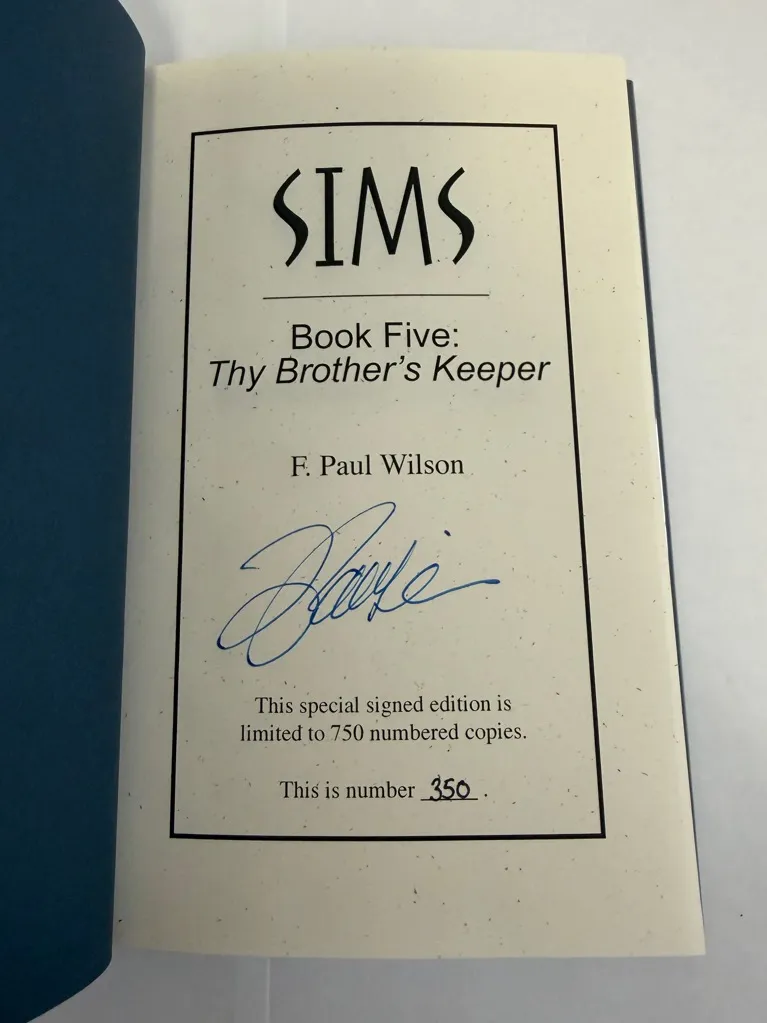 SIMS
Book Five:
Thy Brother's Keeper
F. Paul Wilson
This special signed edition is
limited to 750 numbered copies.
This is number 350 .